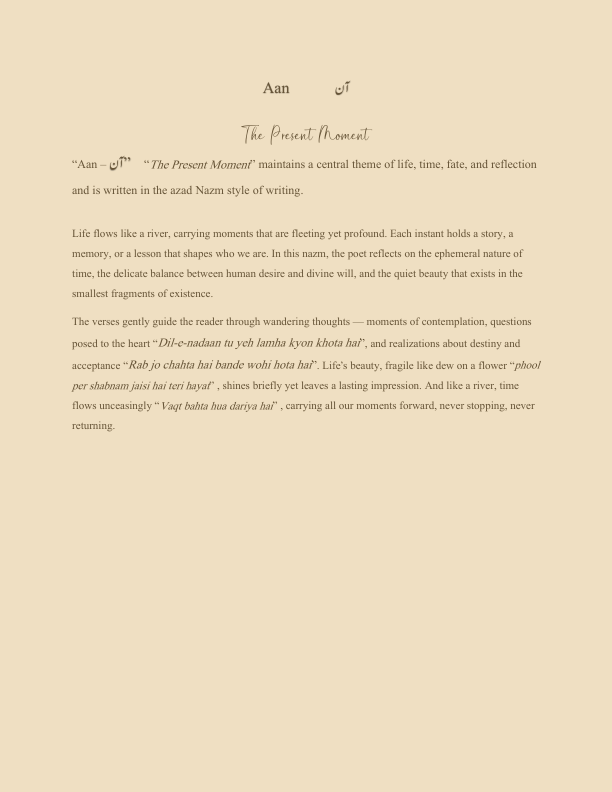 Aan آن
The Present Moment
“Aan – آن” “The Present Moment” maintains a central theme of life, time, fate, and reflection
and is written in the azad Nazm style of writing.
Life flows like a river, carrying moments that are fleeting yet profound. Each instant holds a story, a
memory, or a lesson that shapes who we are. In this nazm, the poet reflects on the ephemeral nature of
time, the delicate balance between human desire and divine will, and the quiet beauty that exists in the
smallest fragments of existence.
The verses gently guide the reader through wandering thoughts — moments of contemplation, questions
posed to the heart “Dil-e-nadaan tu yeh lamha kyon khota hai”, and realizations about destiny and
acceptance “Rab jo chahta hai bande wohi hota hai”. Life’s beauty, fragile like dew on a flower “phool
per shabnam jaisi hai teri hayat” , shines briefly yet leaves a lasting impression. And like a river, time
flows unceasingly “Vaqt bahta hua dariya hai” , carrying all our moments forward, never stopping, never
returning.